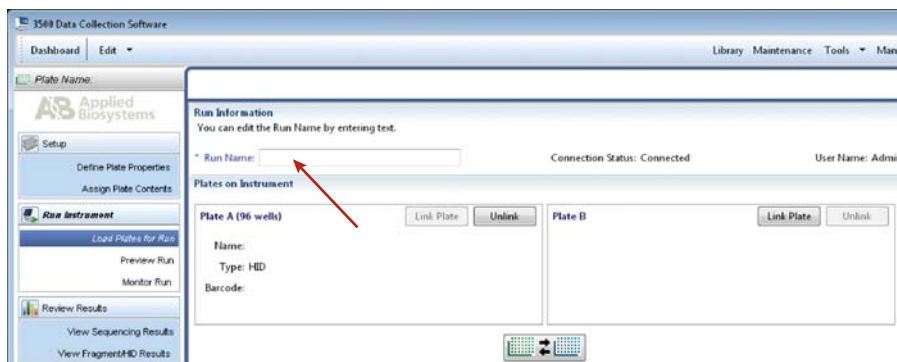 3500 Data Collection Software
Dashboard Edit Library Maintenance Tools
Plate Name:
AB Applied Biosystems
Setup
Define Plate Properties
Assign Plate Contents
Run Instrument
Load Plates for Run
Preview Run
Monitor Run
Review Results
View Sequencing Results
View Fragment/HID Results
Run Information
You can edit the Run Name by entering text.
* Run Name: Connection Status: Connected User Name:
Plates on Instrument
Plate A (96 wells) Link Plate Unlink
Name:
Type: HID
Barcode:
Plate B Link Plate Unlink